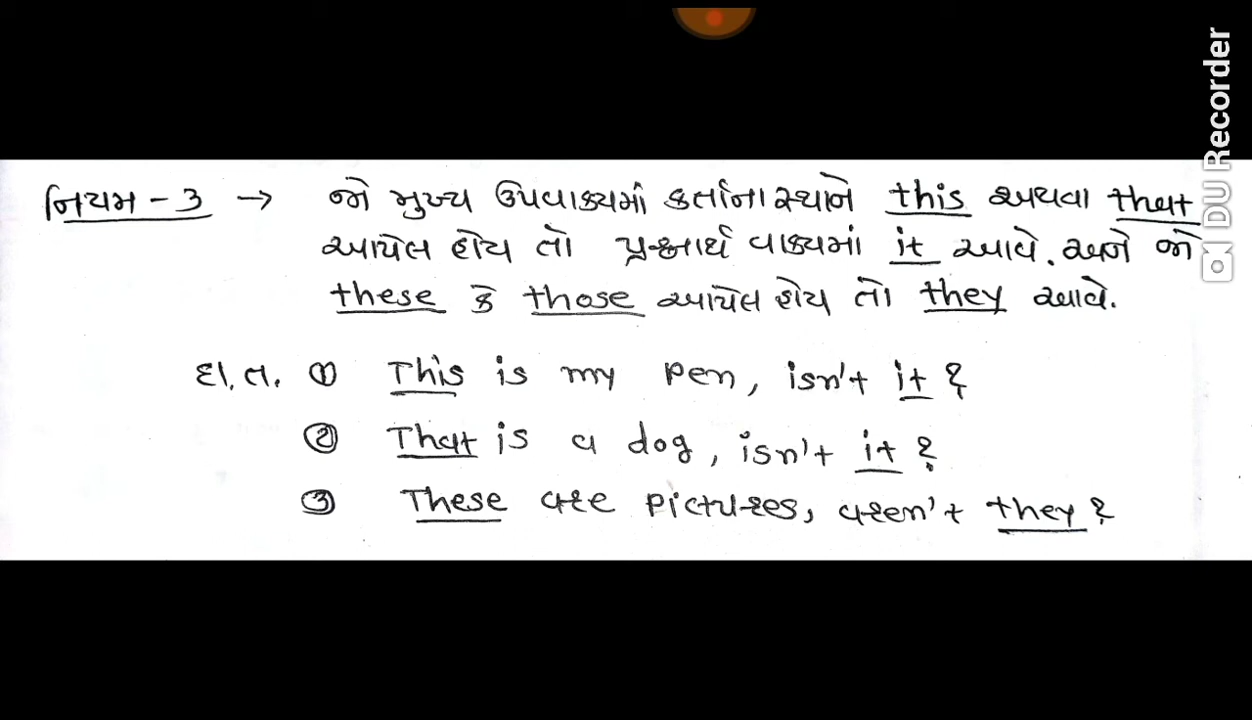 નિયમ - ૩ → જો મુખ્ય ઉપવાક્યમાં કર્તાના સ્થાને this અથવા that
આપેલ હોય તો પ્રશ્નાર્થ વાક્યમાં it આવે. અને જો
these કે those આપેલ હોય તો they આવે.
દા.ત. ① This is my pen, isn't it ?
② That is a dog, isn't it ?
③ These are pictures, aren't they ?
DU Recorder